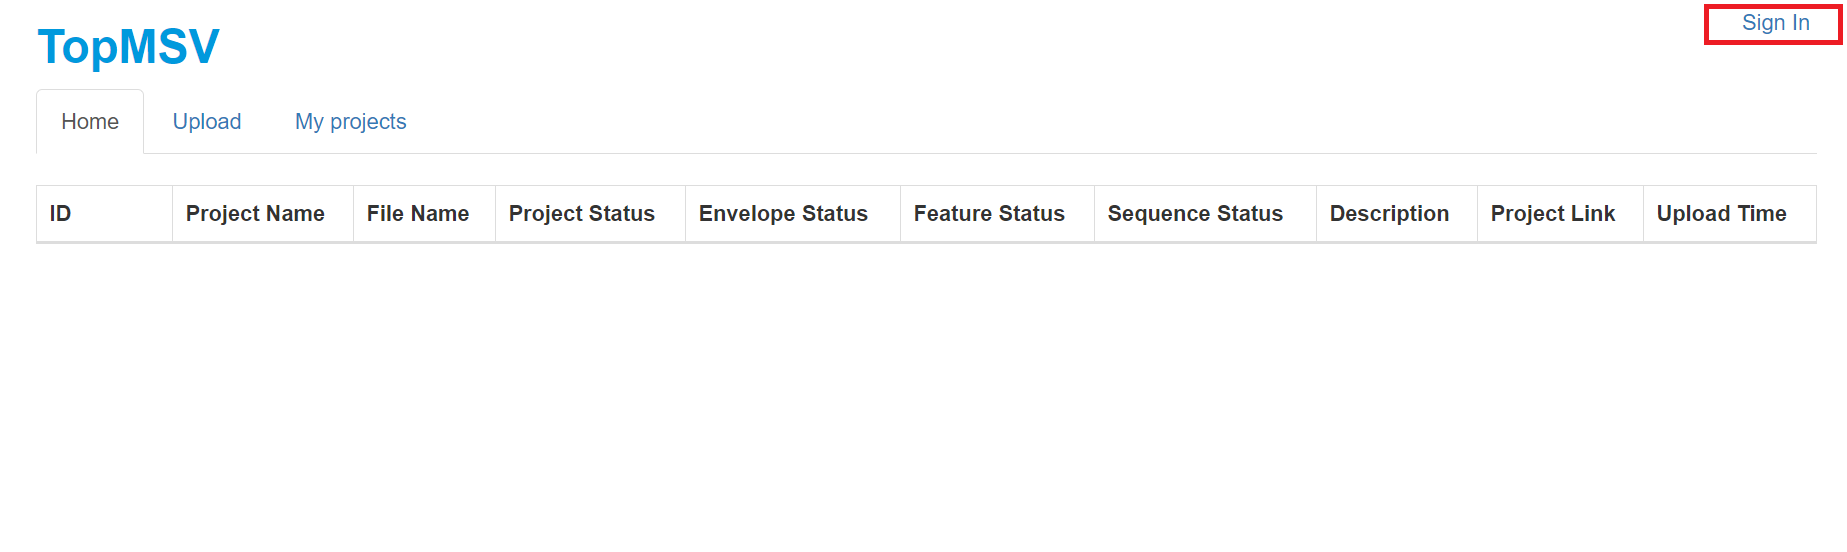 Sign In
TopMSV
Home Upload My projects
ID Project Name File Name Project Status Envelope Status Feature Status Sequence Status Description Project Link Upload Time